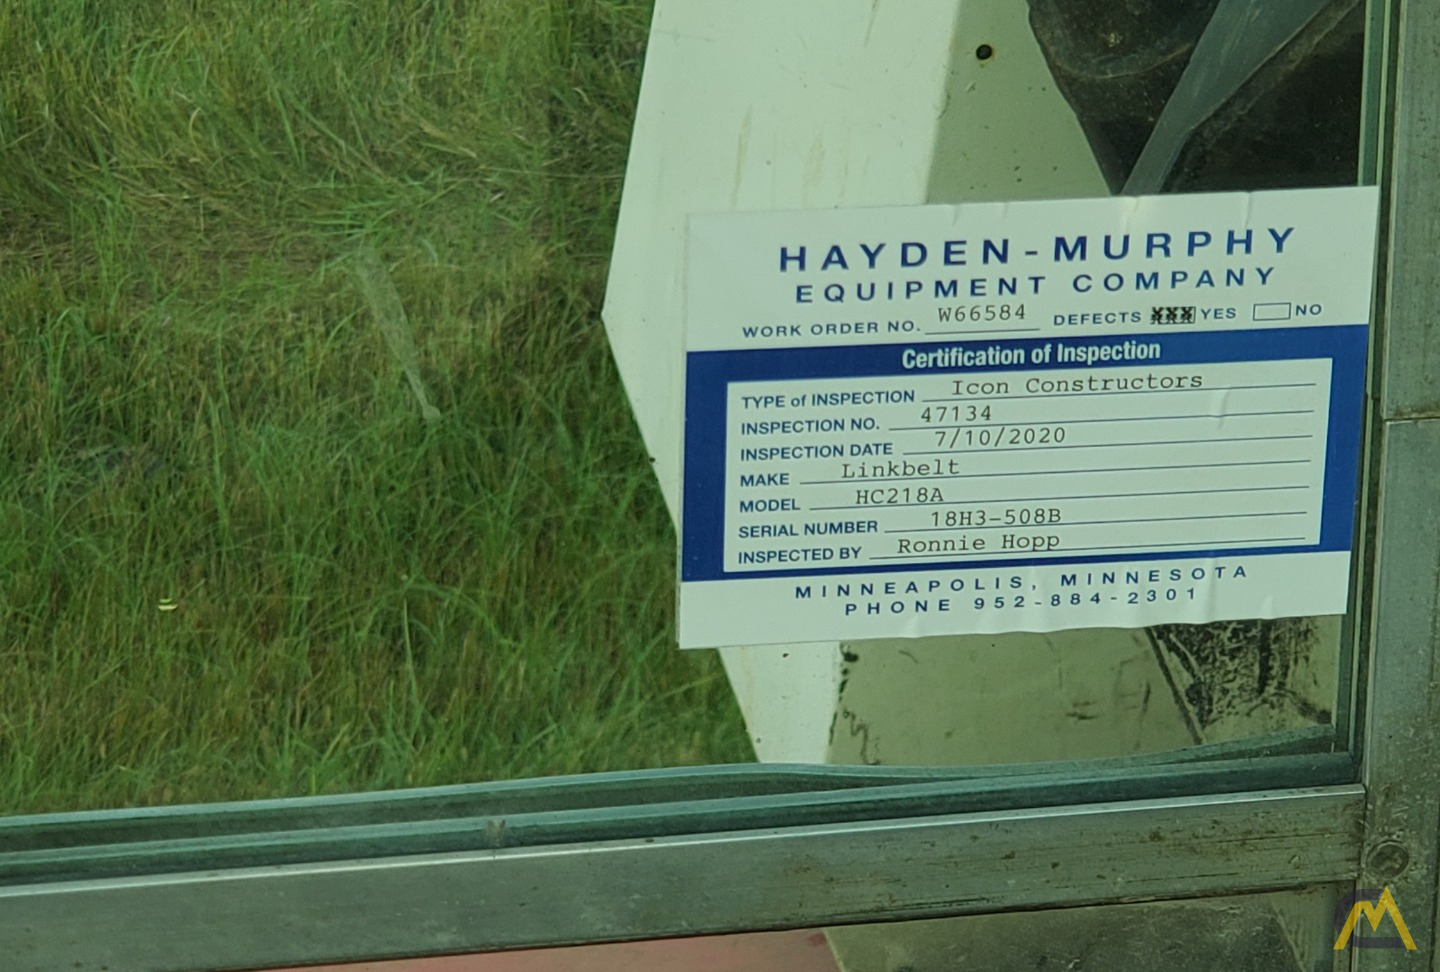 HAYDEN-MURPHY
EQUIPMENT COMPANY
WORK ORDER NO. W66584 DEFECTS XXX YES NO
Certification of Inspection
TYPE of INSPECTION Icon Constructors
INSPECTION NO. 47134
INSPECTION DATE 7/10/2020
MAKE Linkbelt
MODEL HC218A
SERIAL NUMBER 18H3-508B
INSPECTED BY Ronnie Hopp
MINNEAPOLIS, MINNESOTA
PHONE 952-884-2301